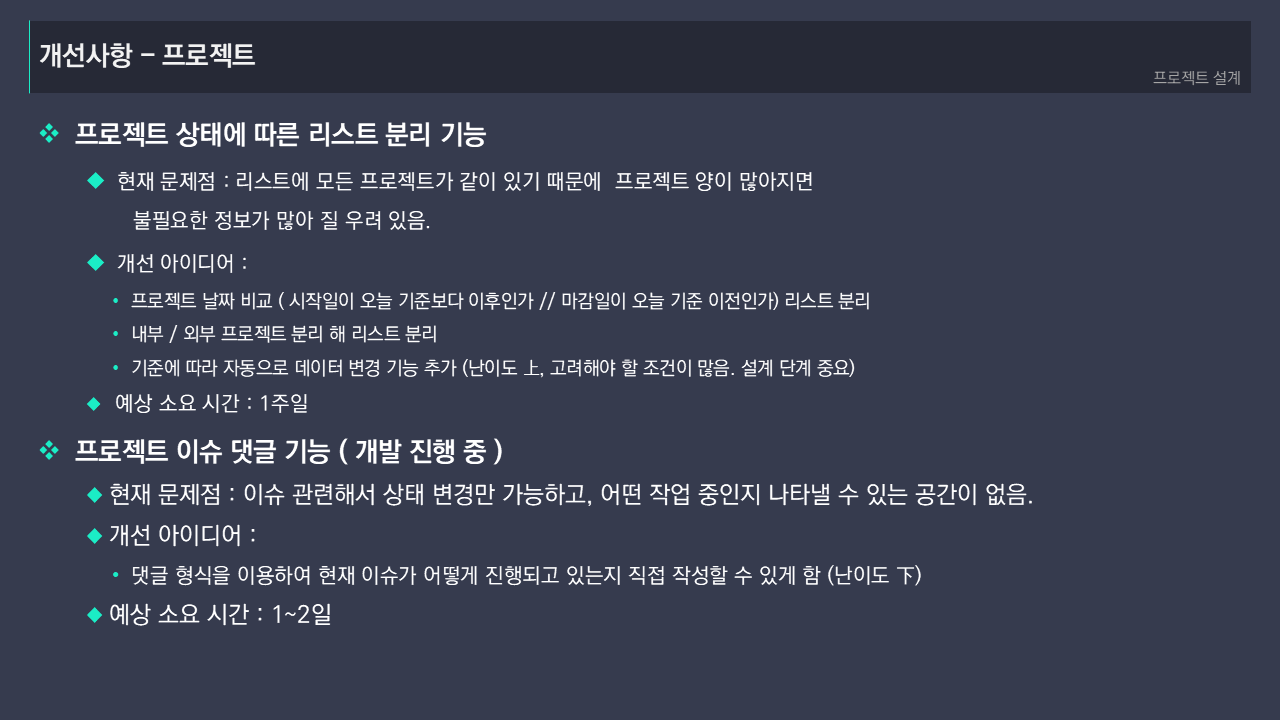 개선사항 – 프로젝트
프로젝트 설계
❖ 프로젝트 상태에 따른 리스트 분리 기능
◆ 현재 문제점 : 리스트에 모든 프로젝트가 같이 있기 때문에 프로젝트 양이 많아지면
불필요한 정보가 많아 질 우려 있음.
◆ 개선 아이디어 :
• 프로젝트 날짜 비교 ( 시작일이 오늘 기준보다 이후인가 // 마감일이 오늘 기준 이전인가) 리스트 분리
• 내부 / 외부 프로젝트 분리 해 리스트 분리
• 기준에 따라 자동으로 데이터 변경 기능 추가 (난이도 上, 고려해야 할 조건이 많음. 설계 단계 중요)
◆ 예상 소요 시간 : 1주일
❖ 프로젝트 이슈 댓글 기능 ( 개발 진행 중 )
◆ 현재 문제점 : 이슈 관련해서 상태 변경만 가능하고, 어떤 작업 중인지 나타낼 수 있는 공간이 없음.
◆ 개선 아이디어 :
• 댓글 형식을 이용하여 현재 이슈가 어떻게 진행되고 있는지 직접 작성할 수 있게 함 (난이도 下)
◆ 예상 소요 시간 : 1~2일